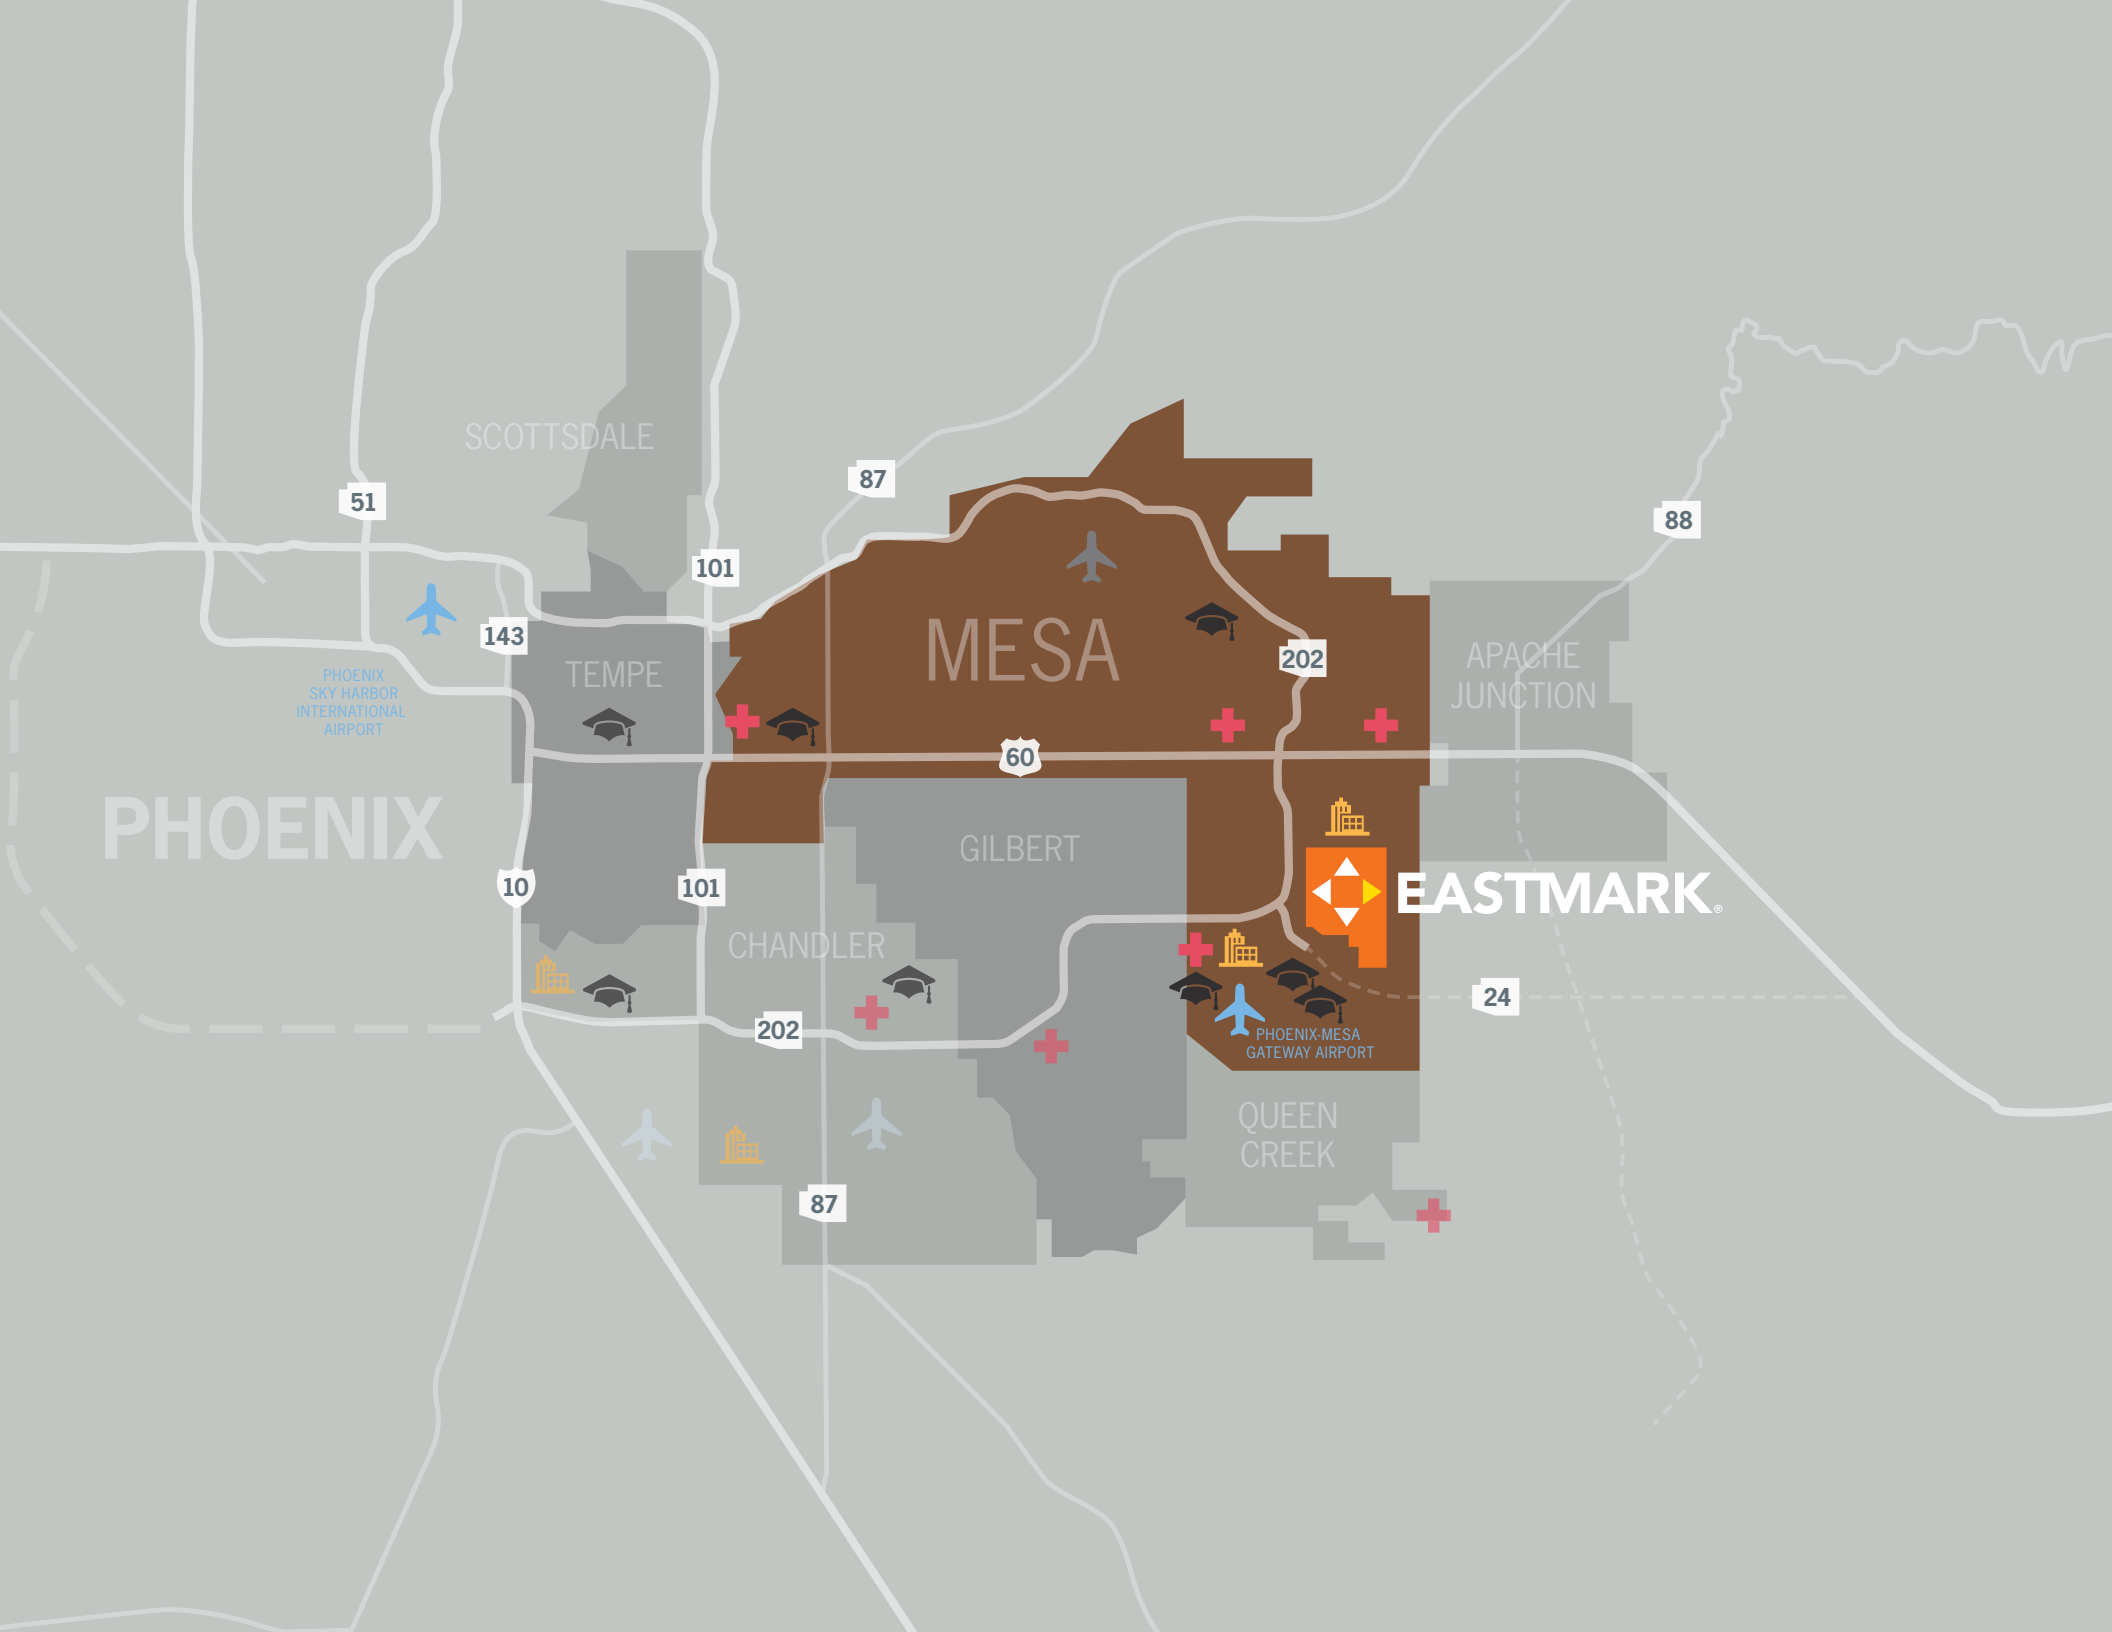 SCOTTSDALE
87
51
88
101
143
MESA
202
APACHE
JUNCTION
TEMPE
PHOENIX
SKY HARBOR
INTERNATIONAL
AIRPORT
60
PHOENIX
GILBERT
10
101
EASTMARK®
CHANDLER
24
202
PHOENIX-MESA
GATEWAY AIRPORT
QUEEN
CREEK
87